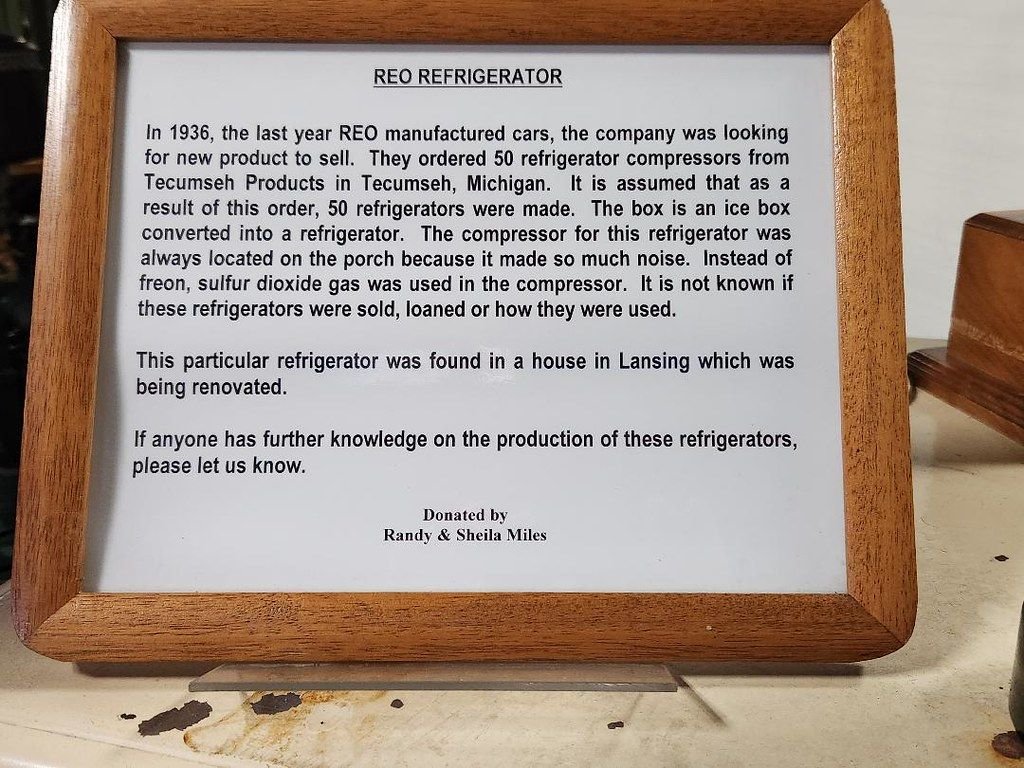 REO REFRIGERATOR
In 1936, the last year REO manufactured cars, the company was looking
for new product to sell. They ordered 50 refrigerator compressors from
Tecumseh Products in Tecumseh, Michigan. It is assumed that as a
result of this order, 50 refrigerators were made. The box is an ice box
converted into a refrigerator. The compressor for this refrigerator was
always located on the porch because it made so much noise. Instead of
freon, sulfur dioxide gas was used in the compressor. It is not known if
these refrigerators were sold, loaned or how they were used.
This particular refrigerator was found in a house in Lansing which was
being renovated.
If anyone has further knowledge on the production of these refrigerators,
please let us know.
Donated by
Randy & Sheila Miles